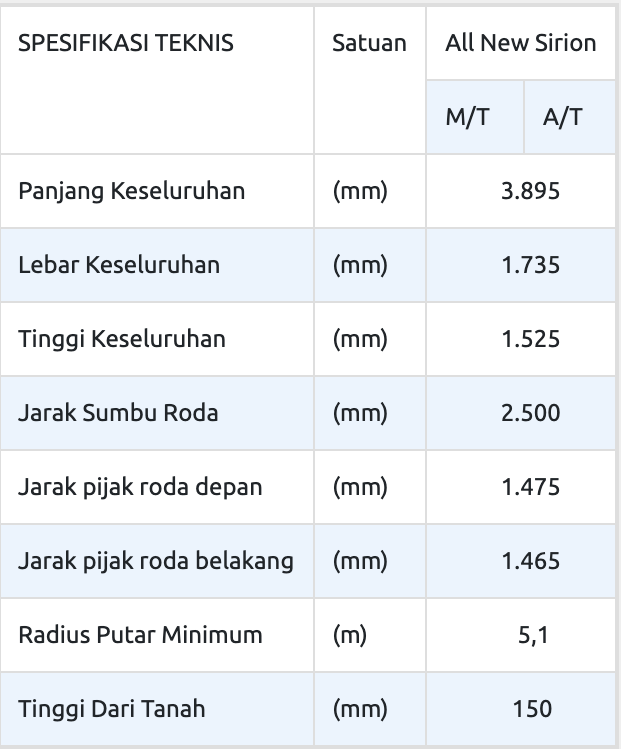 SPESIFIKASI TEKNIS Satuan All New Sirion
M/T A/T
Panjang Keseluruhan (mm) 3.895
Lebar Keseluruhan (mm) 1.735
Tinggi Keseluruhan (mm) 1.525
Jarak Sumbu Roda (mm) 2.500
Jarak pijak roda depan (mm) 1.475
Jarak pijak roda belakang (mm) 1.465
Radius Putar Minimum (m) 5,1
Tinggi Dari Tanah (mm) 150